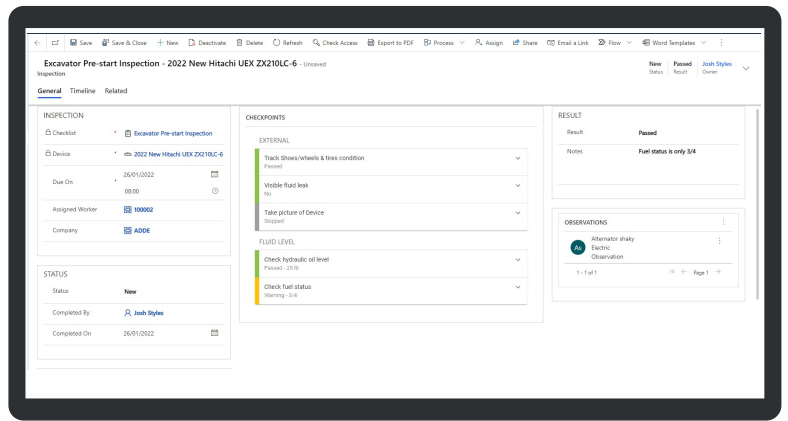 Save Save & Close New Deactivate Delete Refresh Check Access Export to PDF Process Assign Share Email a Link Flow Word Templates
Excavator Pre-start Inspection - 2022 New Hitachi UEX ZX210LC-6 - Unsaved
Inspection
New Passed Josh Styles
Status Result Owner
General Timeline Related
INSPECTION
Checklist * Excavator Pre-start Inspection
Device * 2022 New Hitachi UEX ZX210LC-6
Due On * 26/01/2022
08:00
Assigned Worker 100002
Company ADDE
STATUS
Status New
Completed By Josh Styles
Completed On 26/01/2022
CHECKPOINTS
EXTERNAL
Track Shoes/wheels & tires condition
Passed
Visible fluid leak
No
Take picture of Device
Skipped
FLUID LEVEL
Check hydraulic oil level
Passed - 25 ltr
Check fuel status
Warning - 3/4
RESULT
Result Passed
Notes Fuel status is only 3/4
OBSERVATIONS
As
Alternator shaky
Electric
Observation
1 - 1 of 1 Page 1